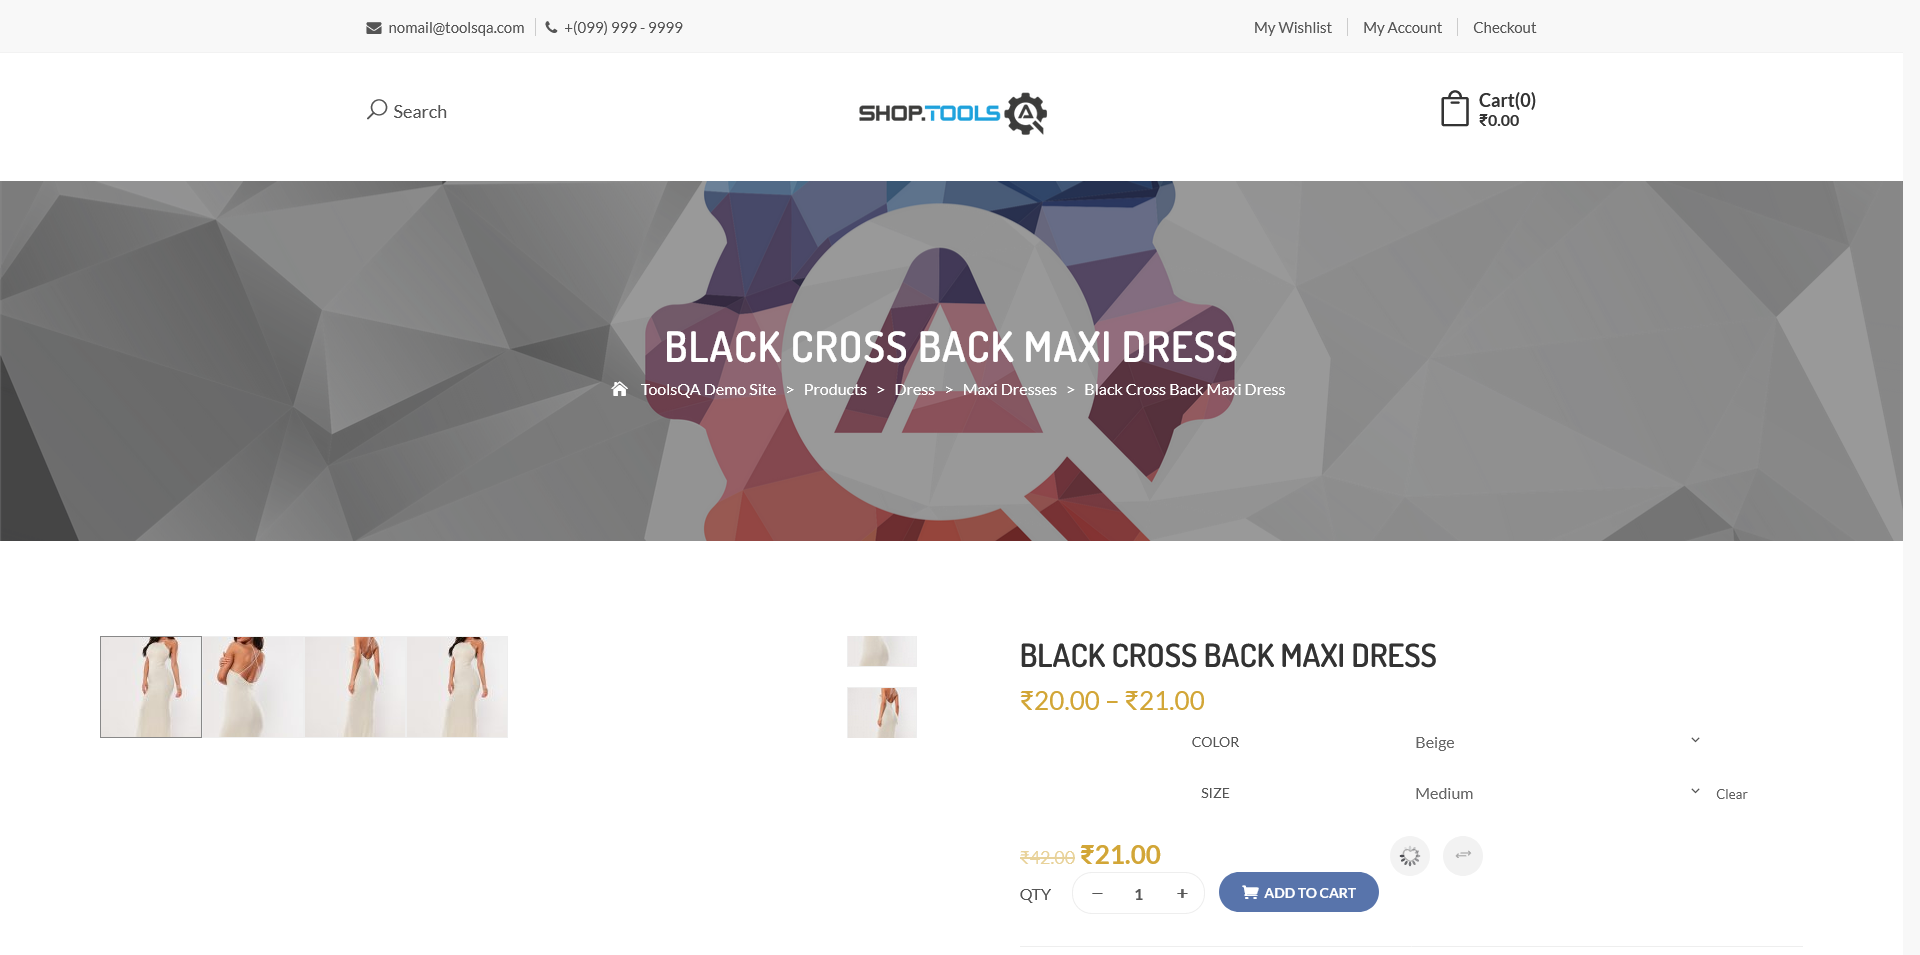 nomail@toolsqa.com
+(099) 999 - 9999
My Wishlist
My Account
Checkout
Search
SHOP.TOOLS
Cart(0)
₹0.00
BLACK CROSS BACK MAXI DRESS
ToolsQA Demo Site > Products > Dress > Maxi Dresses > Black Cross Back Maxi Dress
BLACK CROSS BACK MAXI DRESS
₹20.00 – ₹21.00
COLOR
Beige
SIZE
Medium
Clear
₹42.00 ₹21.00
QTY
1
ADD TO CART